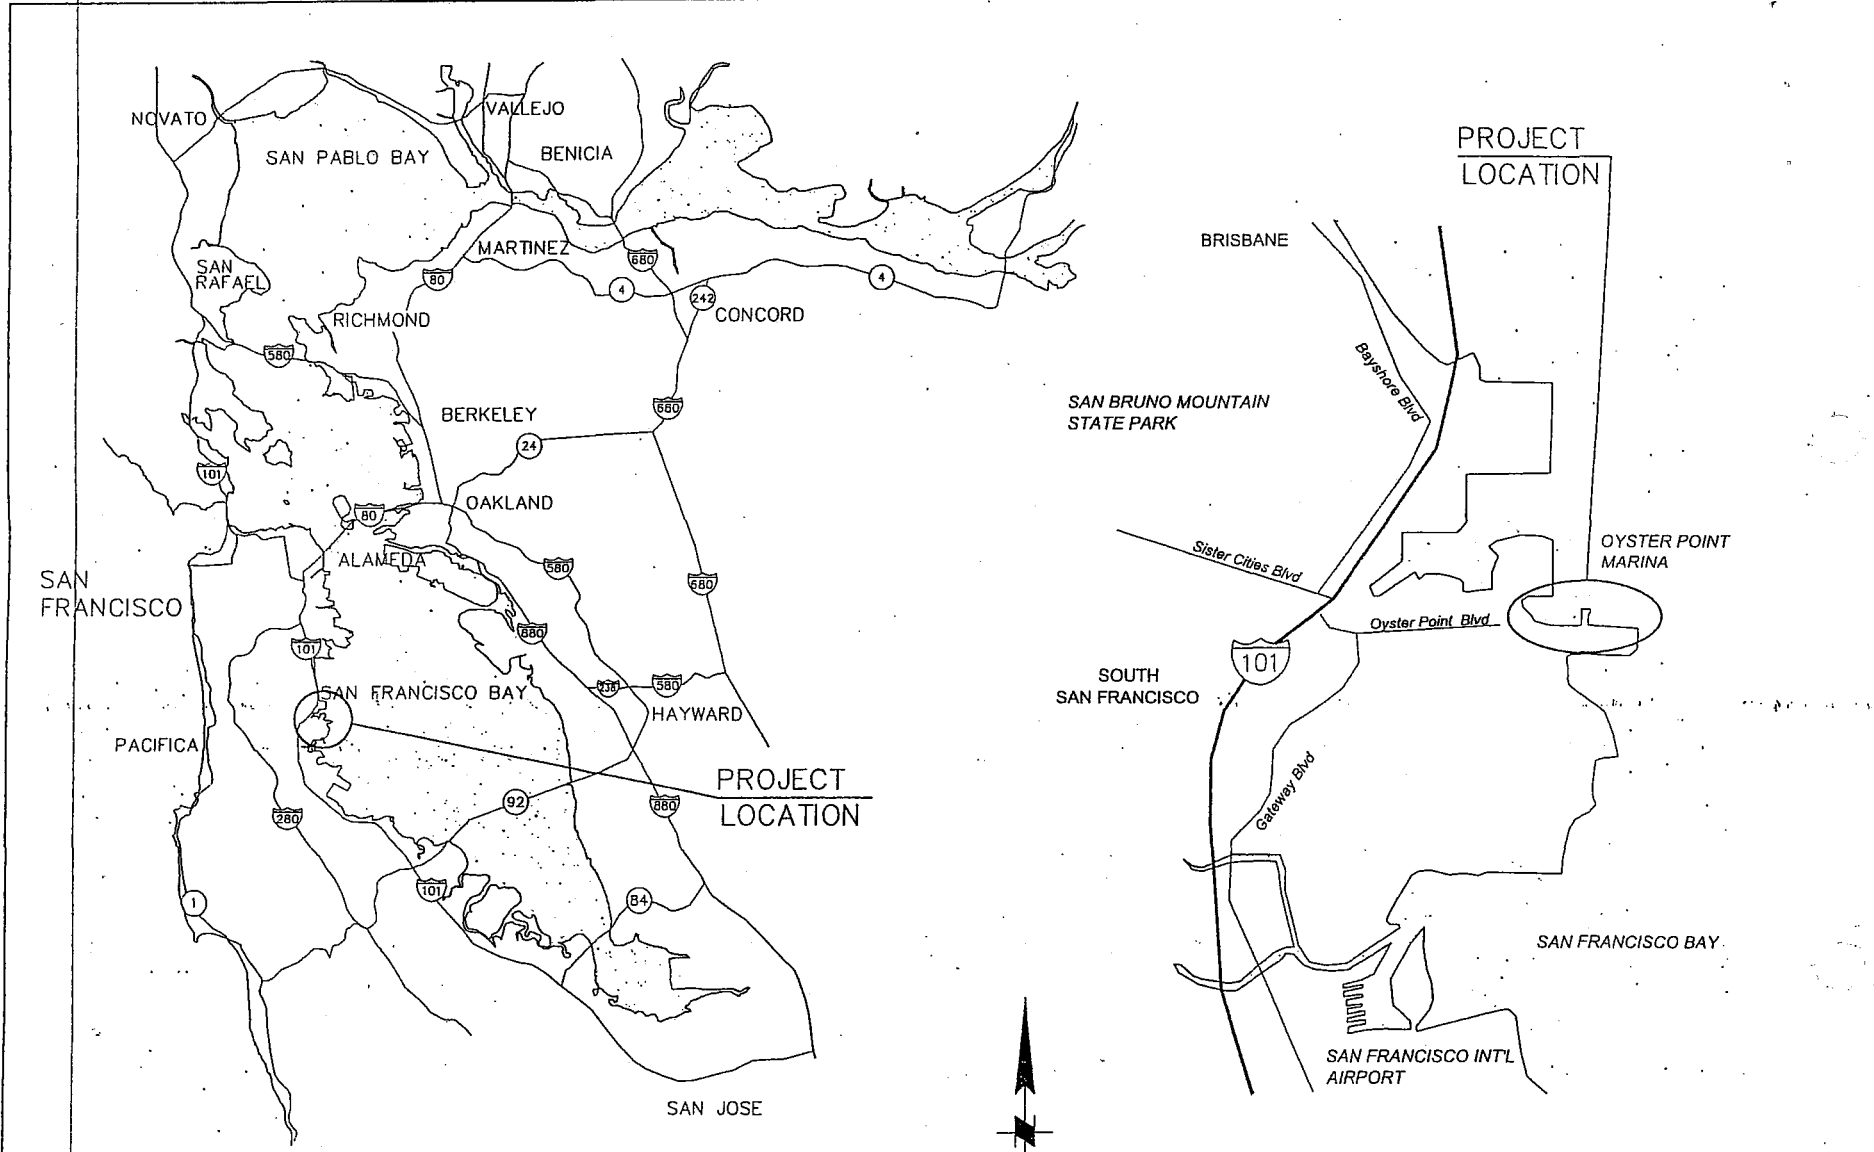 NOVATO
VALLEJO
SAN PABLO BAY
BENICIA
MARTINEZ
SAN
RAFAEL
680
80
4
4
242
RICHMOND
CONCORD
580
680
BERKELEY
24
101
OAKLAND
80
ALAMEDA
580
680
SAN
FRANCISCO
880
101
238
580
SAN FRANCISCO BAY
HAYWARD
PACIFICA
PROJECT
LOCATION
92
880
280
101
84
1
SAN JOSE
PROJECT
LOCATION
BRISBANE
Bayshore Blvd
SAN BRUNO MOUNTAIN
STATE PARK
OYSTER POINT
MARINA
Sister Cities Blvd
Oyster Point Blvd
101
SOUTH
SAN FRANCISCO
Gateway Blvd
SAN FRANCISCO BAY
SAN FRANCISCO INT'L
AIRPORT
N